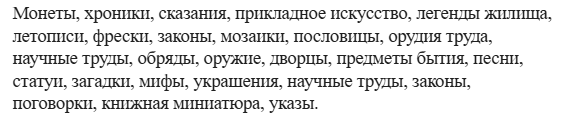 Монеты, хроники, сказания, прикладное искусство, легенды жилища,
летописи, фрески, законы, мозаики, пословицы, орудия труда,
научные труды, обряды, оружие, дворцы, предметы бытия, песни,
статуи, загадки, мифы, украшения, научные труды, законы,
поговорки, книжная миниатюра, указы.